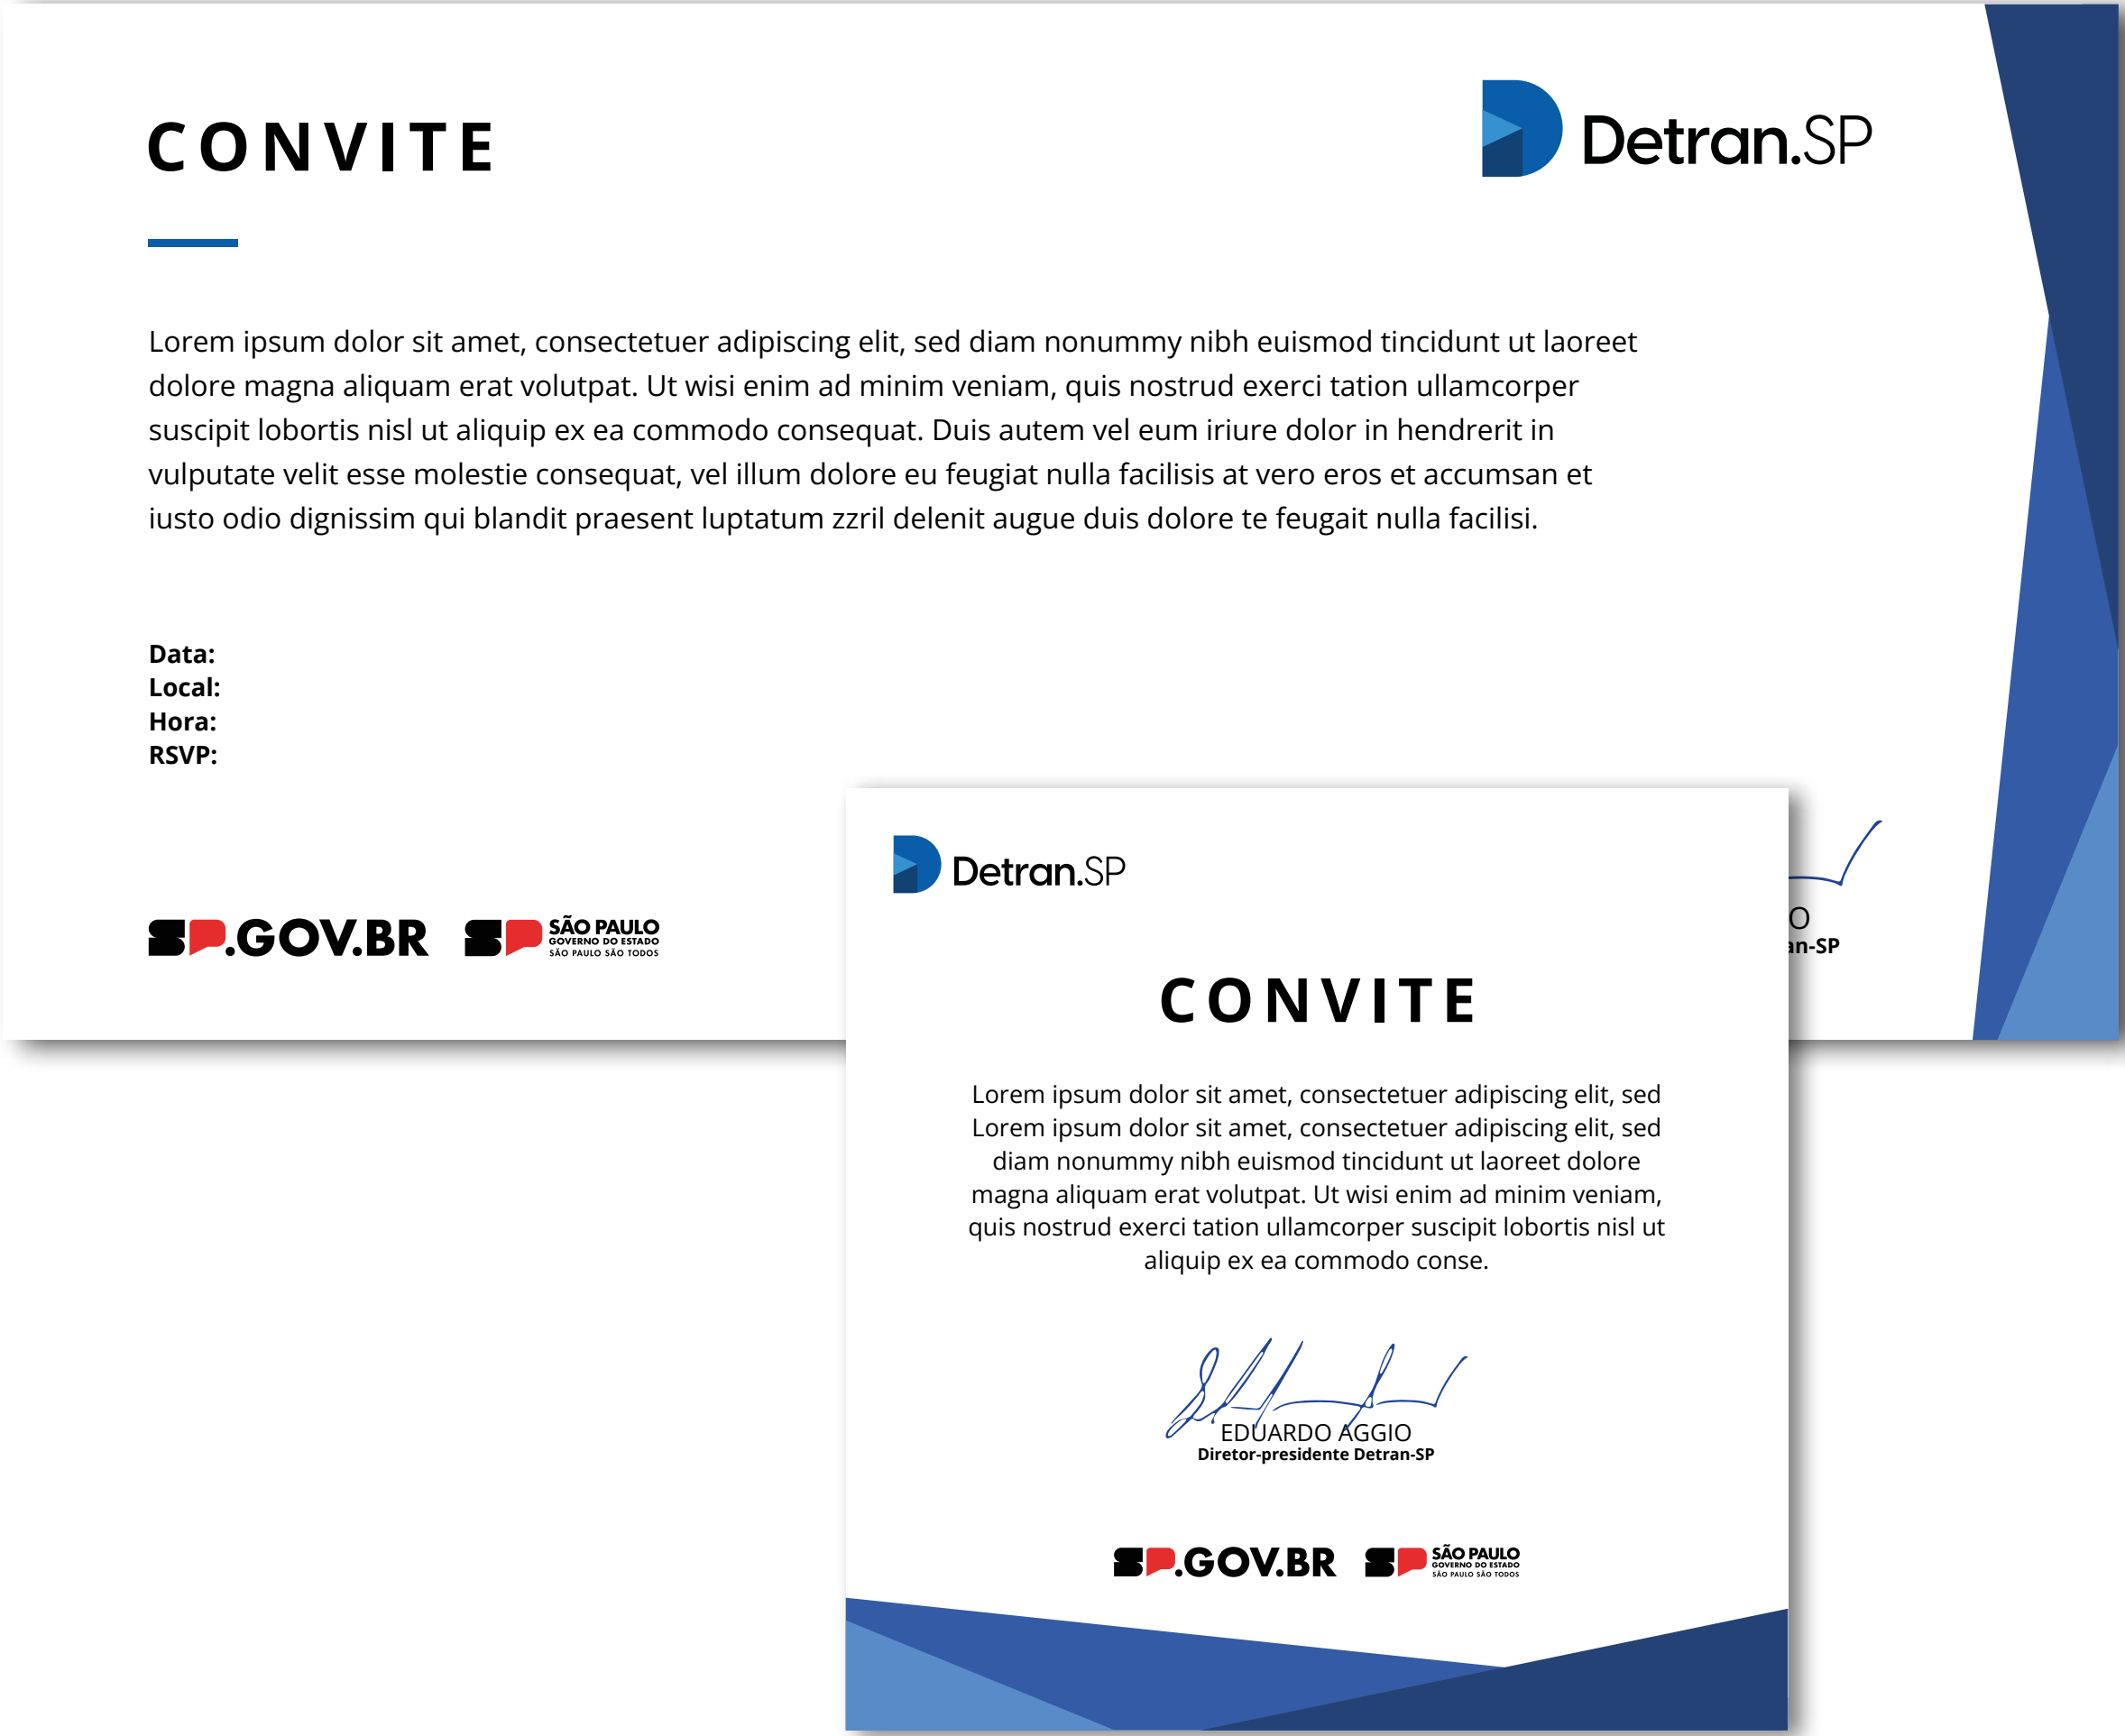 CONVITE
Detran.SP
Lorem ipsum dolor sit amet, consectetuer adipiscing elit, sed diam nonummy nibh euismod tincidunt ut laoreet
dolore magna aliquam erat volutpat. Ut wisi enim ad minim veniam, quis nostrud exerci tation ullamcorper
suscipit lobortis nisl ut aliquip ex ea commodo consequat. Duis autem vel eum iriure dolor in hendrerit in
vulputate velit esse molestie consequat, vel illum dolore eu feugiat nulla facilisis at vero eros et accumsan et
iusto odio dignissim qui blandit praesent luptatum zzril delenit augue duis dolore te feugait nulla facilisi.
Data:
Local:
Hora:
RSVP:
SP.GOV.BR
SP SÃO PAULO
GOVERNO DO ESTADO
SÃO PAULO SÃO TODOS
O
an-SP
Detran.SP
CONVITE
Lorem ipsum dolor sit amet, consectetuer adipiscing elit, sed
Lorem ipsum dolor sit amet, consectetuer adipiscing elit, sed
diam nonummy nibh euismod tincidunt ut laoreet dolore
magna aliquam erat volutpat. Ut wisi enim ad minim veniam,
quis nostrud exerci tation ullamcorper suscipit lobortis nisl ut
aliquip ex ea commodo conse.
EDUARDO AGGIO
Diretor-presidente Detran-SP
SP.GOV.BR
SP SÃO PAULO
GOVERNO DO ESTADO
SÃO PAULO SÃO TODOS